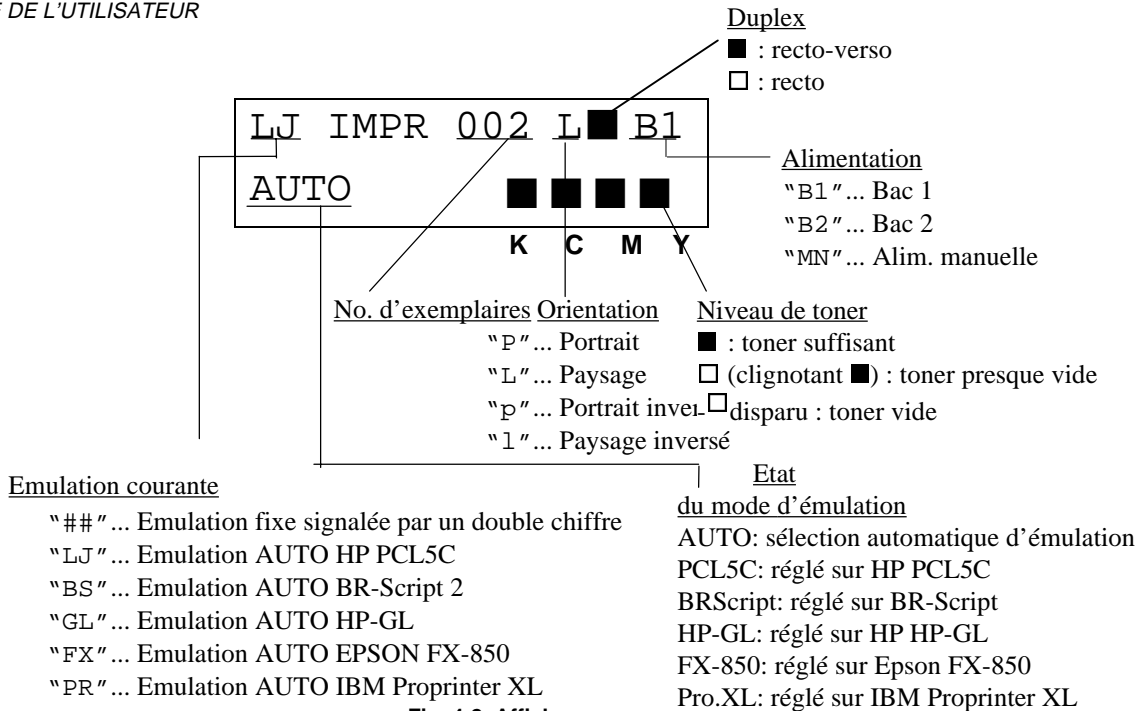 DE L'UTILISATEUR
Duplex
■ : recto-verso
□ : recto
LJ IMPR 002 L■ B1
AUTO ■ ■ ■ ■
K C M Y
Alimentation
"B1"... Bac 1
"B2"... Bac 2
"MN"... Alim. manuelle
No. d'exemplaires
Orientation
"P"... Portrait
"L"... Paysage
"p"... Portrait
"l"... Paysage inversé
Niveau de toner
■ : toner suffisant
□ (clignotant ■) : toner presque vide
□ disparu : toner vide
Emulation courante
"##"... Emulation fixe signalée par un double chiffre
"LJ"... Emulation AUTO HP PCL5C
"BS"... Emulation AUTO BR-Script 2
"GL"... Emulation AUTO HP-GL
"FX"... Emulation AUTO EPSON FX-850
"PR"... Emulation AUTO IBM Proprinter XL
Etat
du mode d'émulation
AUTO: sélection automatique d'émulation
PCL5C: réglé sur HP PCL5C
BRScript: réglé sur BR-Script
HP-GL: réglé sur HP HP-GL
FX-850: réglé sur Epson FX-850
Pro.XL: réglé sur IBM Proprinter XL